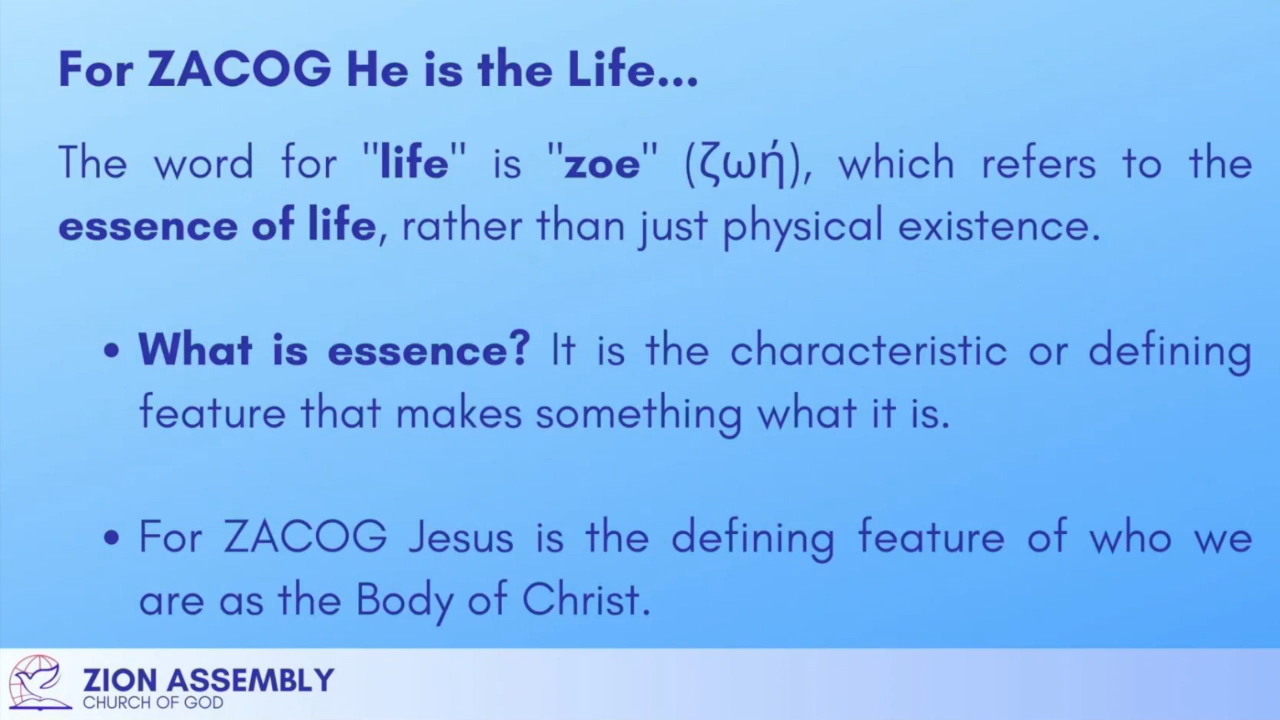 For ZACOG He is the Life...
The word for "life" is "zoe" (ζωή), which refers to the
essence of life, rather than just physical existence.
• What is essence? It is the characteristic or defining
feature that makes something what it is.
• For ZACOG Jesus is the defining feature of who we
are as the Body of Christ.
ZION ASSEMBLY
CHURCH OF GOD